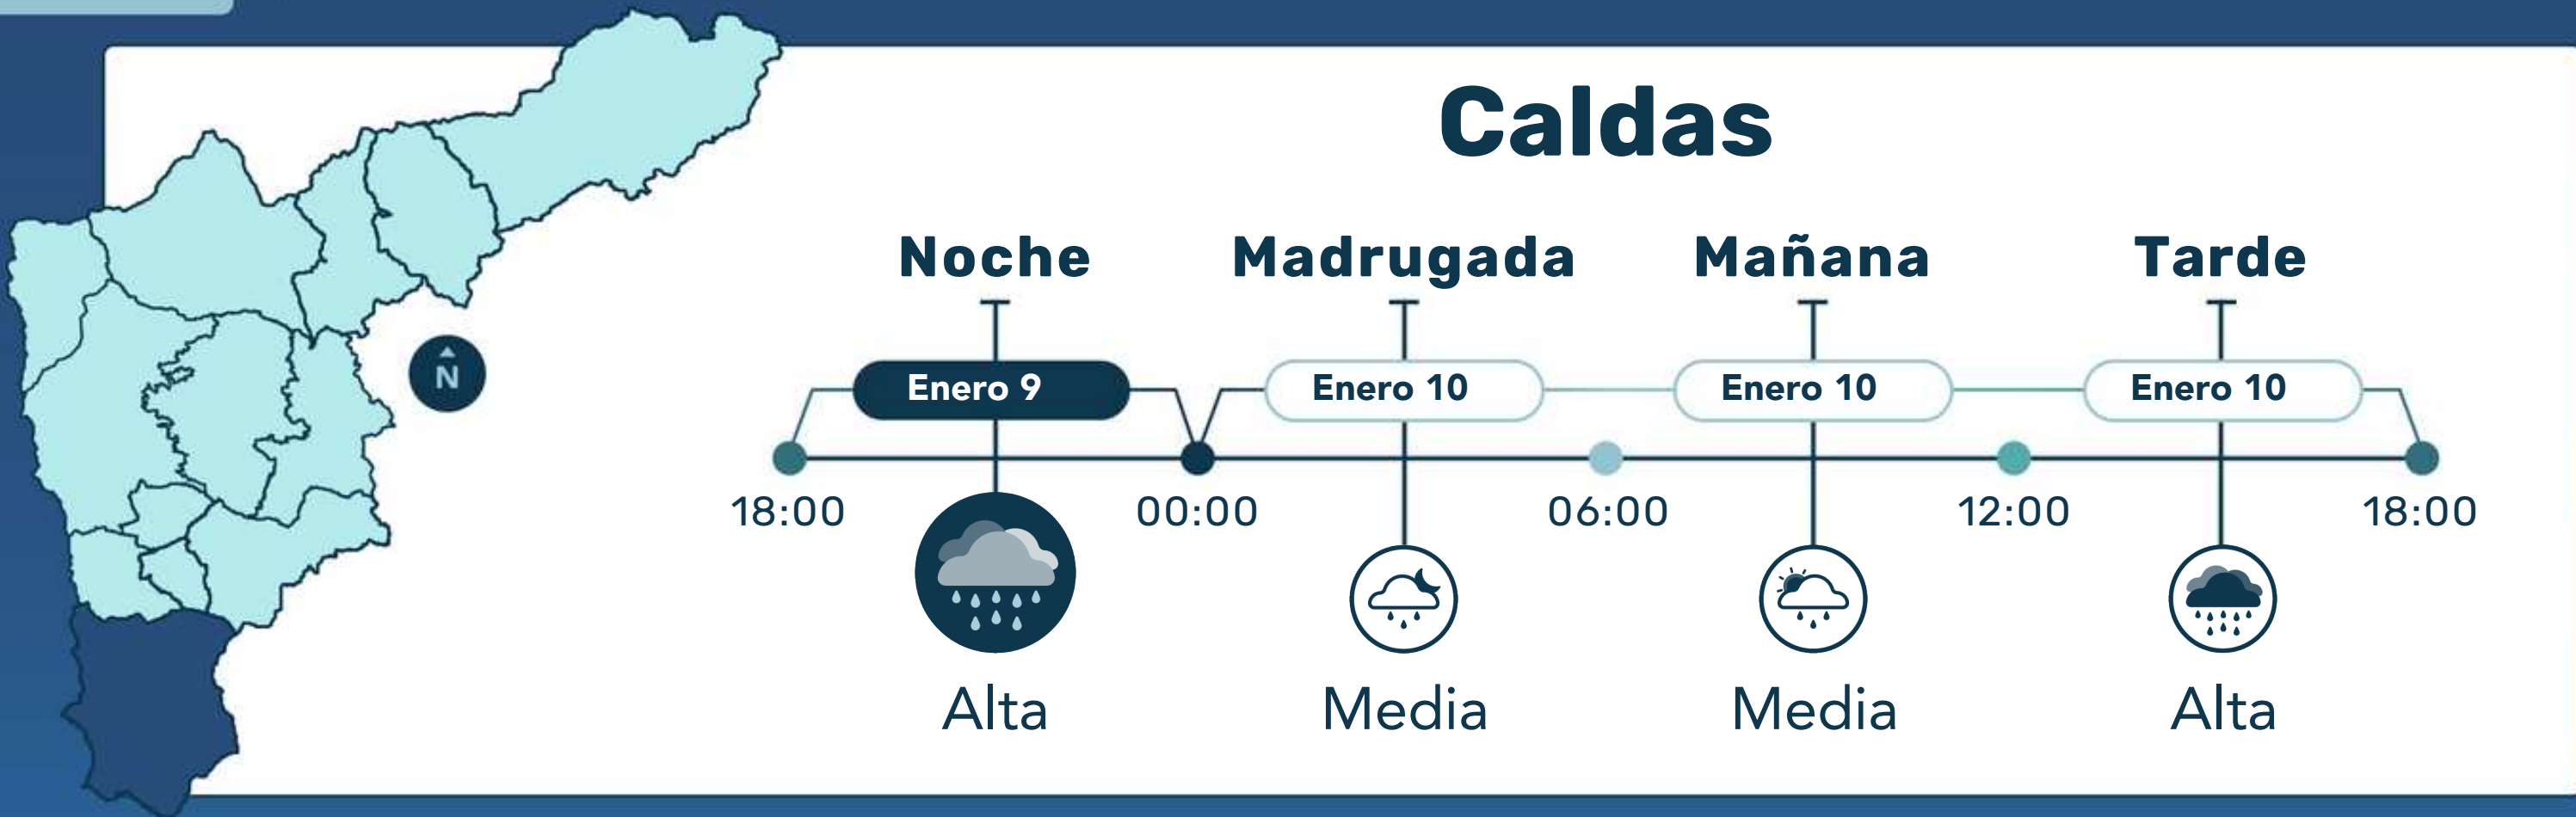 Caldas
Noche Madrugada Mañana Tarde
Enero 9 Enero 10 Enero 10 Enero 10
N
18:00 00:00 06:00 12:00 18:00
Alta Media Media Alta